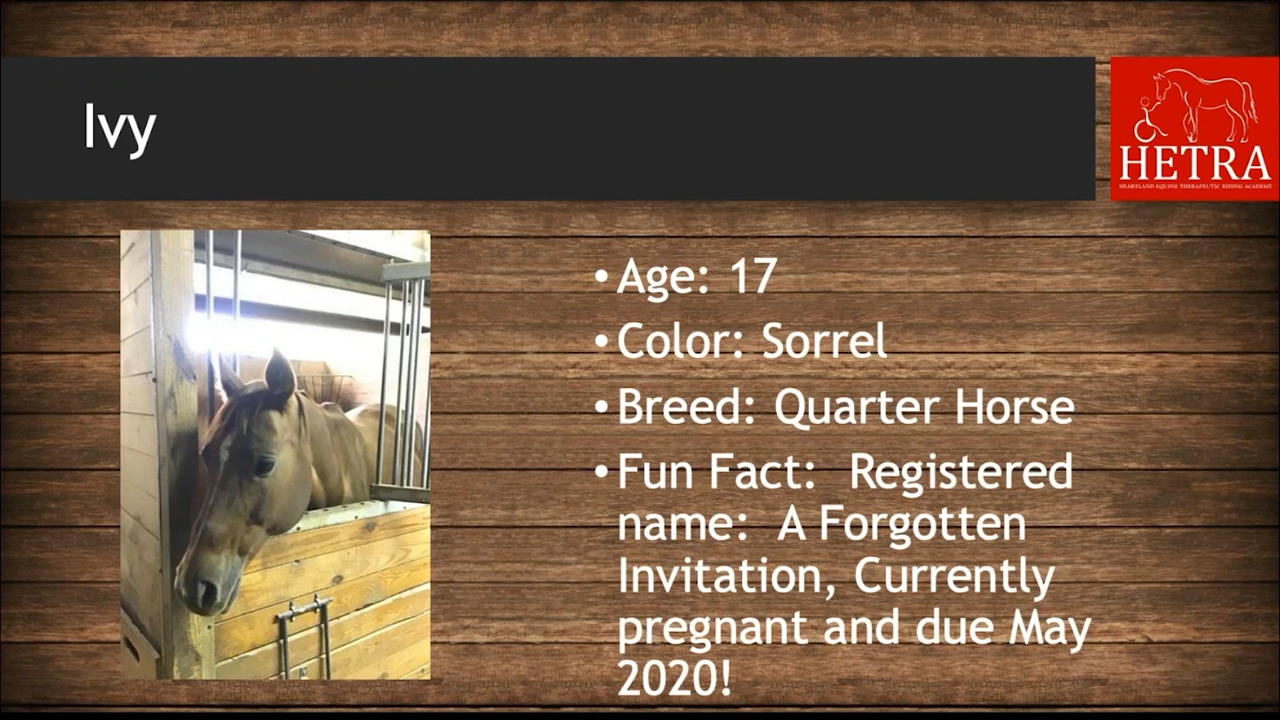 Ivy
HETRA
HEARTLAND EQUINE THERAPEUTIC RIDING ACADEMY
• Age: 17
• Color: Sorrel
• Breed: Quarter Horse
• Fun Fact: Registered
name: A Forgotten
Invitation, Currently
pregnant and due May
2020!